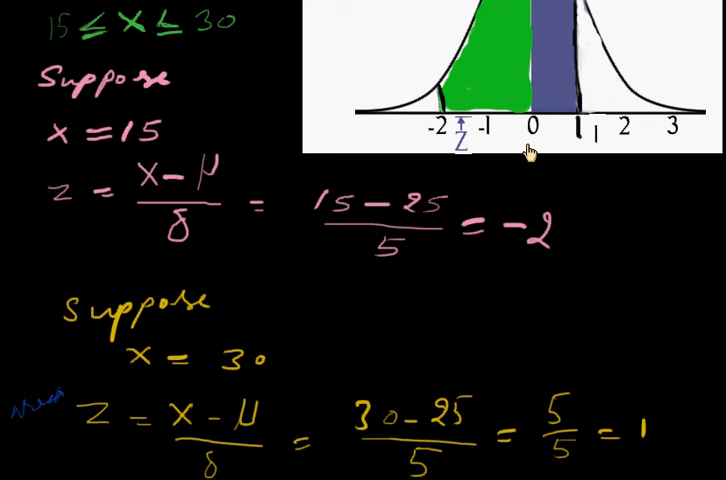 15 ≤ x ≤ 30
Suppose
x = 15
z = x - μ / δ = 15 - 25 / 5 = -2
-2 -1 0 1 2 3
Z
Suppose
x = 30
z = x - μ / δ = 30 - 25 / 5 = 5 / 5 = 1